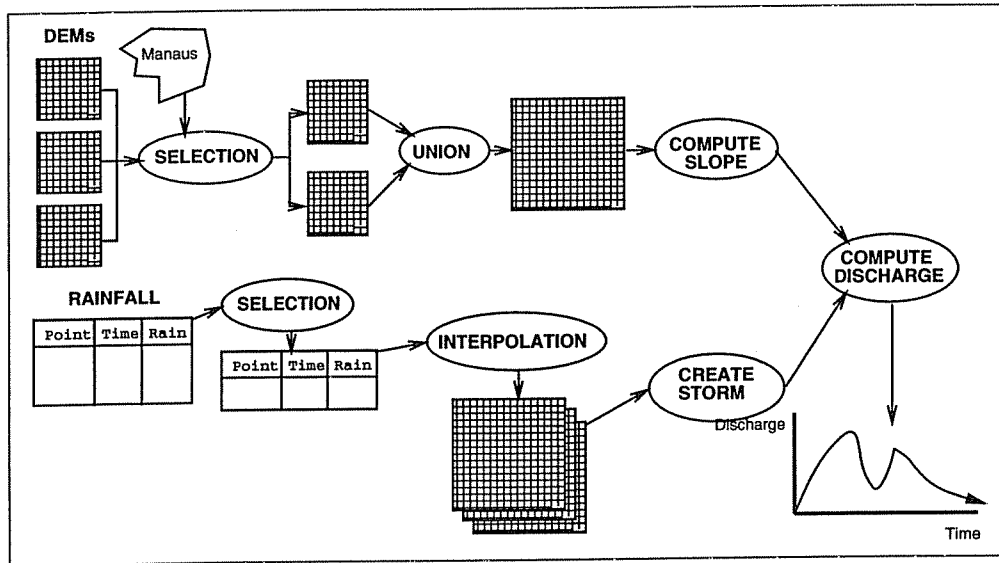 DEMs
Manaus
SELECTION
UNION
COMPUTE
SLOPE
COMPUTE
DISCHARGE
RAINFALL
Point Time Rain
SELECTION
Point Time Rain
INTERPOLATION
CREATE
STORM
Discharge
Time